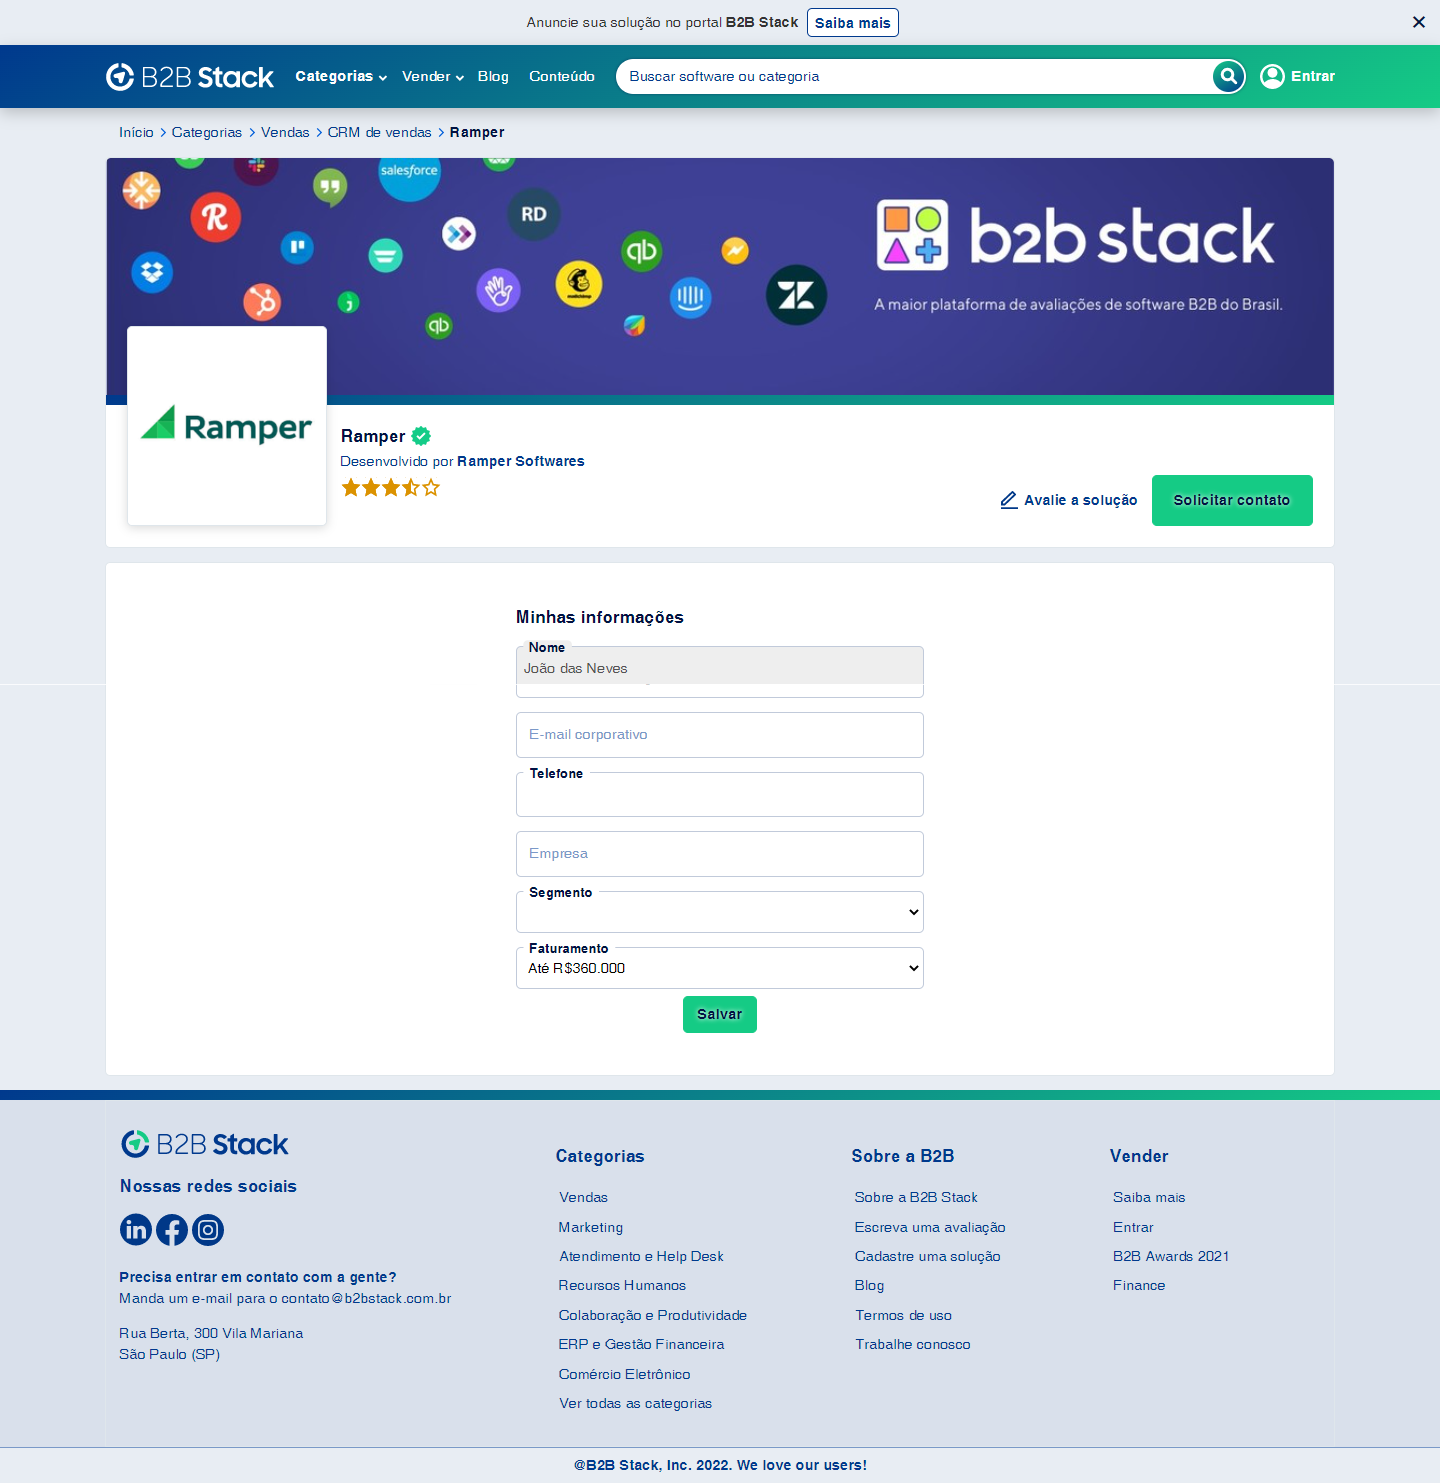 Anuncie sua solução no portal B2B Stack Saiba mais
B2B Stack Categorias Vender Blog Conteúdo Buscar software ou categoria Entrar
Início Categorias Vendas CRM de vendas Ramper
salesforce
RD
mailchimp
b2b stack
A maior plataforma de avaliações de software B2B do Brasil.
Ramper
Ramper
Desenvolvido por Ramper Softwares
Avalie a solução Solicitar contato
Minhas informações
Nome
João das Neves
E-mail corporativo
Telefone
Empresa
Segmento
Faturamento
Até R$360.000
Salvar
B2B Stack
Nossas redes sociais
Precisa entrar em contato com a gente?
Manda um e-mail para o contato@b2bstack.com.br
Rua Berta, 300 Vila Mariana
São Paulo (SP)
Categorias
Vendas
Marketing
Atendimento e Help Desk
Recursos Humanos
Colaboração e Produtividade
ERP e Gestão Financeira
Comércio Eletrônico
Ver todas as categorias
Sobre a B2B
Sobre a B2B Stack
Escreva uma avaliação
Cadastre uma solução
Blog
Termos de uso
Trabalhe conosco
Vender
Saiba mais
Entrar
B2B Awards 2021
Finance
@B2B Stack, Inc. 2022. We love our users!